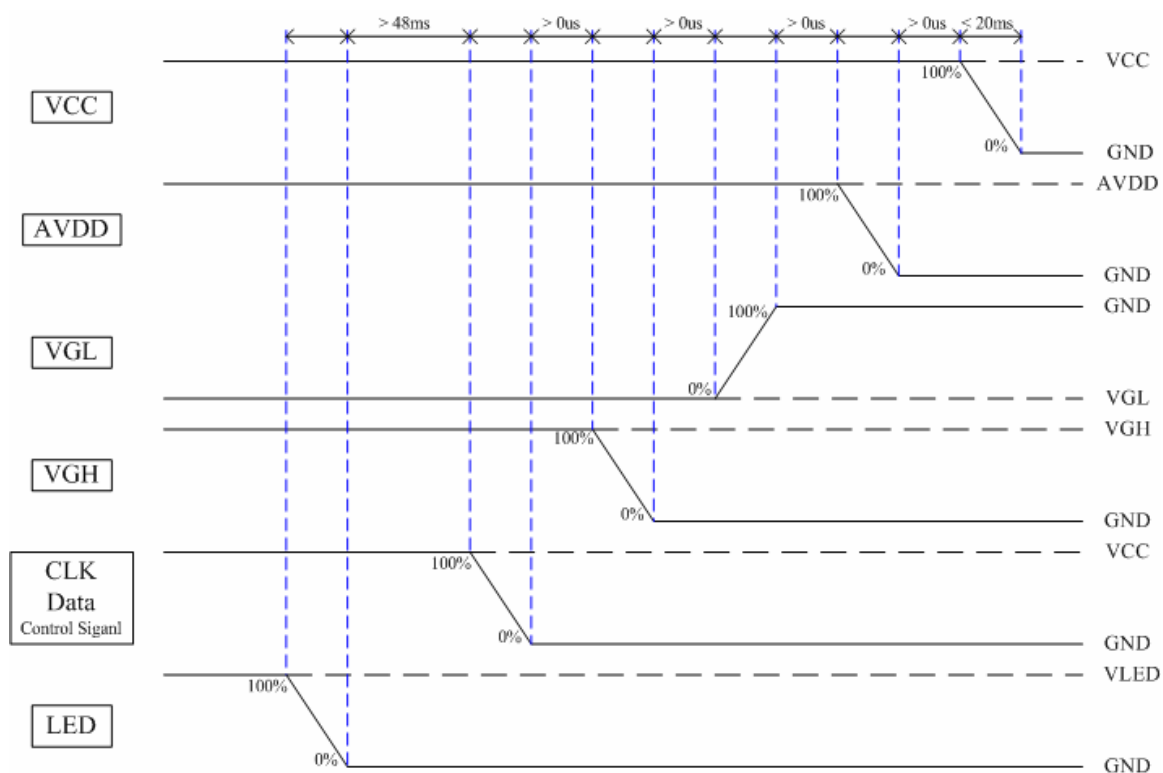 > 48ms > 0us > 0us > 0us > 0us < 20ms
VCC
100%
VCC
0%
GND
AVDD
100%
AVDD
0%
GND
GND
100%
VGL
0%
VGL
VGH
100%
VGH
0%
GND
VCC
100%
CLK
Data
Control Siganl
0%
GND
VLED
100%
LED
0%
GND